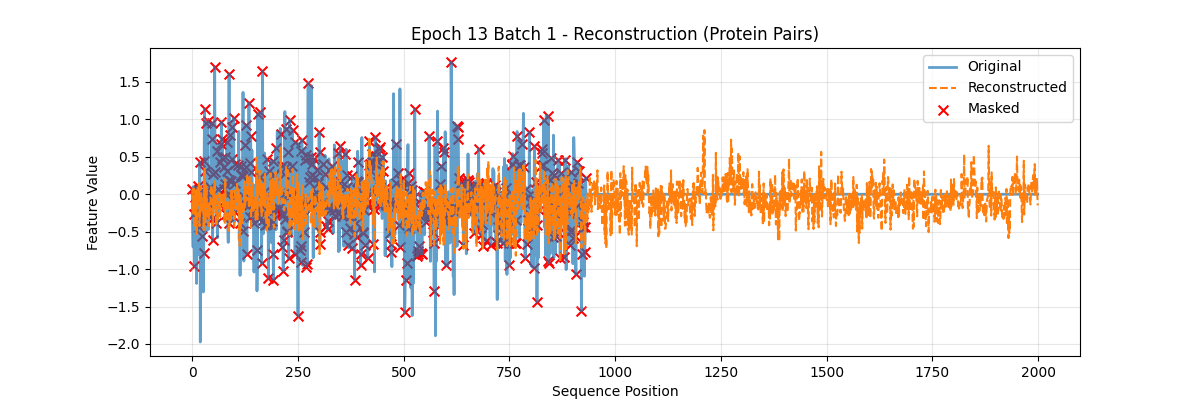 Epoch 13 Batch 1 - Reconstruction (Protein Pairs)
Original
Reconstructed
Masked
Feature Value
1.5
1.0
0.5
0.0
−0.5
−1.0
−1.5
−2.0
0
250
500
750
1000
1250
1500
1750
2000
Sequence Position